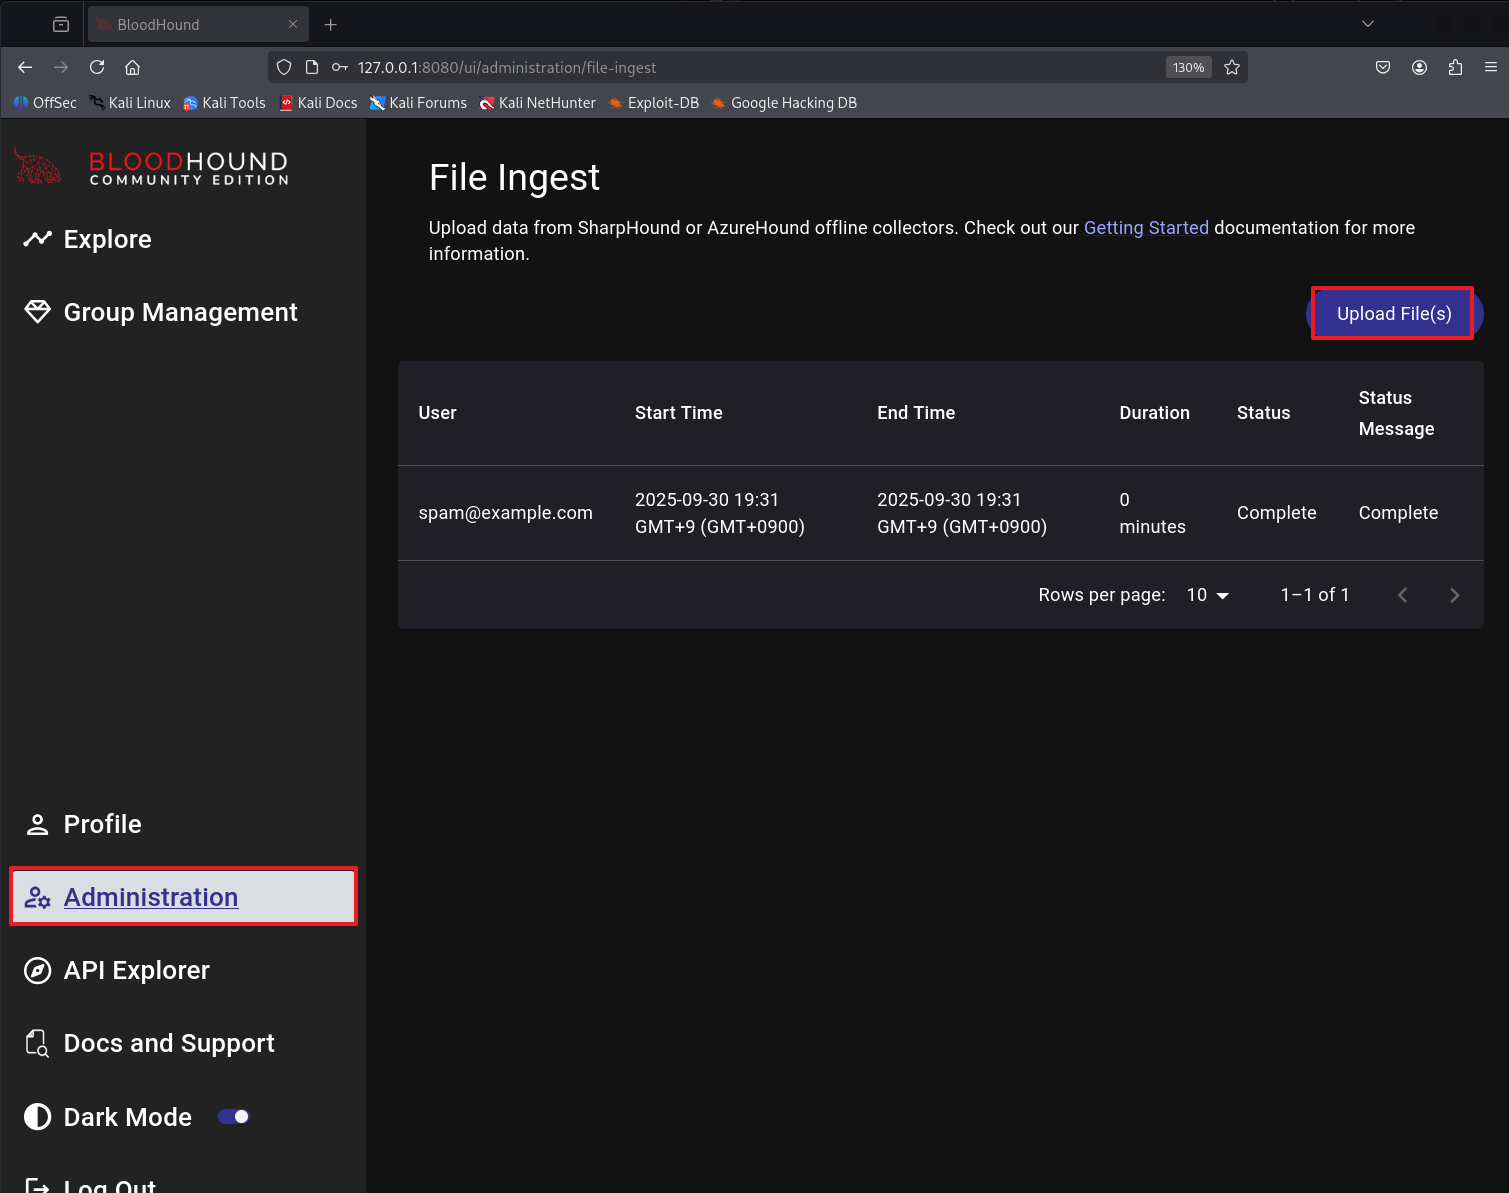 BloodHound
127.0.0.1:8080/ui/administration/file-ingest
130%
OffSec Kali Linux Kali Tools Kali Docs Kali Forums Kali NetHunter Exploit-DB Google Hacking DB
BLOODHOUND
COMMUNITY EDITION
Explore
Group Management
Profile
Administration
API Explorer
Docs and Support
Dark Mode
Log Out
File Ingest
Upload data from SharpHound or AzureHound offline collectors. Check out our Getting Started documentation for more
information.
Upload File(s)
User Start Time End Time Duration Status Status
Message
spam@example.com 2025-09-30 19:31 2025-09-30 19:31 0 Complete Complete
GMT+9 (GMT+0900) GMT+9 (GMT+0900) minutes
Rows per page: 10 1–1 of 1